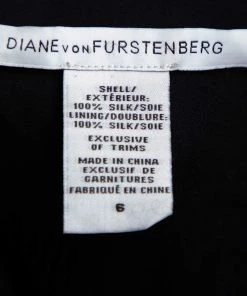 DIANE VON FURSTENBERG
SHELL/
EXTÉRIEUR:
100% SILK/SOIE
LINING/DOUBLURE:
100% SILK/SOIE
EXCLUSIVE
OF TRIMS
MADE IN CHINA
EXCLUSIF DE
GARNITURES
FABRIQUÉ EN CHINE
6